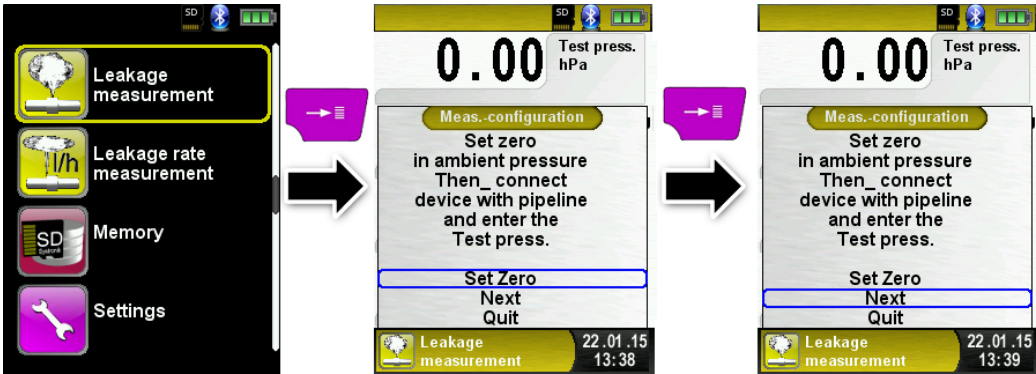 SD
Leakage
measurement
l/h
Leakage rate
measurement
SD
Memory
Settings
SD
0.00
Test press.
hPa
Meas.-configuration
Set zero
in ambient pressure
Then_ connect
device with pipeline
and enter the
Test press.
Set Zero
Next
Quit
Leakage
measurement
22.01.15
13:38
SD
0.00
Test press.
hPa
Meas.-configuration
Set zero
in ambient pressure
Then_ connect
device with pipeline
and enter the
Test press.
Set Zero
Next
Quit
Leakage
measurement
22.01.15
13:39